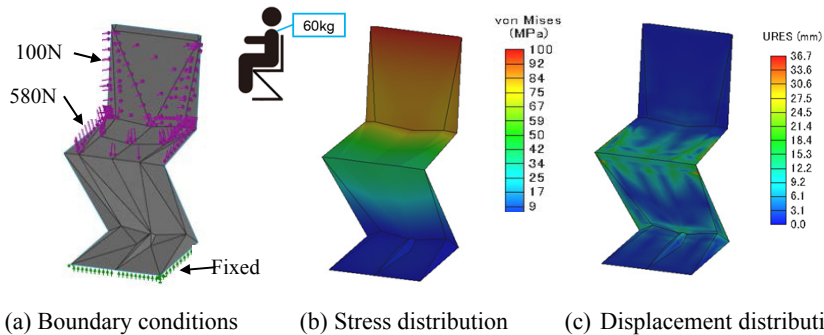 100N
580N
Fixed
60kg
von Mises
(MPa)
100
92
84
75
67
59
50
42
34
25
17
9
URES (mm)
36.7
33.6
30.6
27.5
24.5
21.4
18.4
15.3
12.2
9.2
6.1
3.1
0.0
(a) Boundary conditions
(b) Stress distribution
(c) Displacement distributi